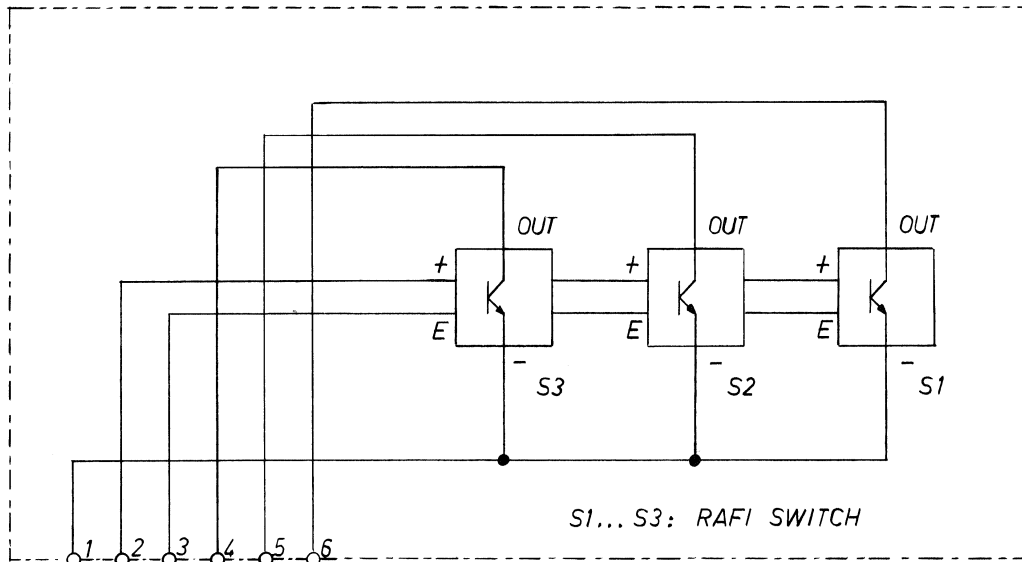 OUT
OUT
OUT
+
+
+
E
E
E
-
-
-
S3
S2
S1
S1...S3: RAFI SWITCH
1 2 3 4 5 6